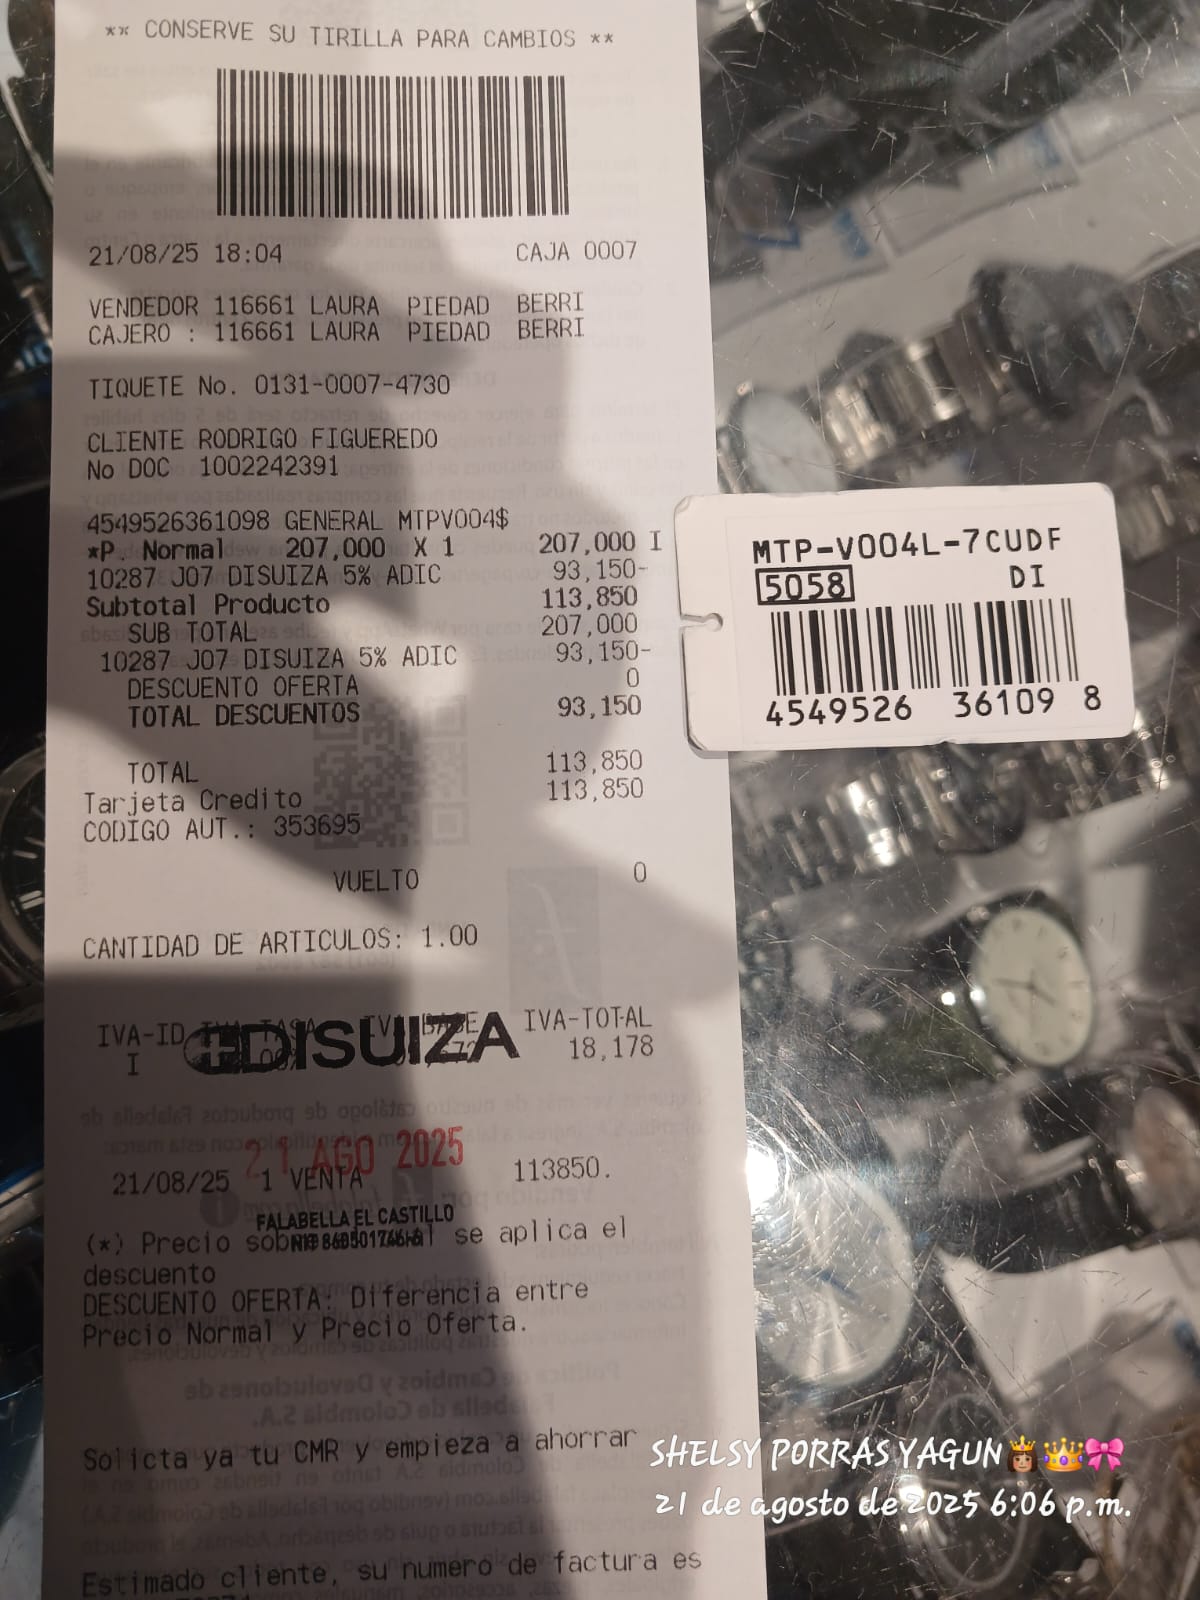 ** CONSERVE SU TIRILLA PARA CAMBIOS **
21/08/25 18:04 CAJA 0007
VENDEDOR 116661 LAURA PIEDAD BERRI
CAJERO : 116661 LAURA PIEDAD BERRI
TIQUETE No. 0131-0007-4730
CLIENTE RODRIGO FIGUEREDO
No DOC 1002242391
4549526361098 GENERAL MTPV004$
*P. Normal 207,000 X 1 207,000 I
10287 J07 DISUIZA 5% ADIC 93,150-
Subtotal Producto 113,850
SUB TOTAL 207,000
10287 J07 DISUIZA 5% ADIC 93,150-
DESCUENTO OFERTA 0
TOTAL DESCUENTOS 93,150
TOTAL 113,850
Tarjeta Credito 113,850
CODIGO AUT.: 353695
VUELTO 0
CANTIDAD DE ARTICULOS: 1.00
IVA-ID IVA-TOTAL
I 18,178
DISUIZA
21 AGO 2025
21/08/25 1 VENTA 113850.
FALABELLA EL CASTILLO
(*) Precio se aplica el
descuento
DESCUENTO OFERTA: Diferencia entre
Precio Normal y Precio Oferta.
Solicta ya tu CMR y empieza a ahorrar
Estimado cliente, su numero de factura es
MTP-V004L-7CUDF
5058 DI
4549526 36109 8
SHELSY PORRAS YAGUN👸🏽👑🎀
21 de agosto de 2025 6:06 p.m.